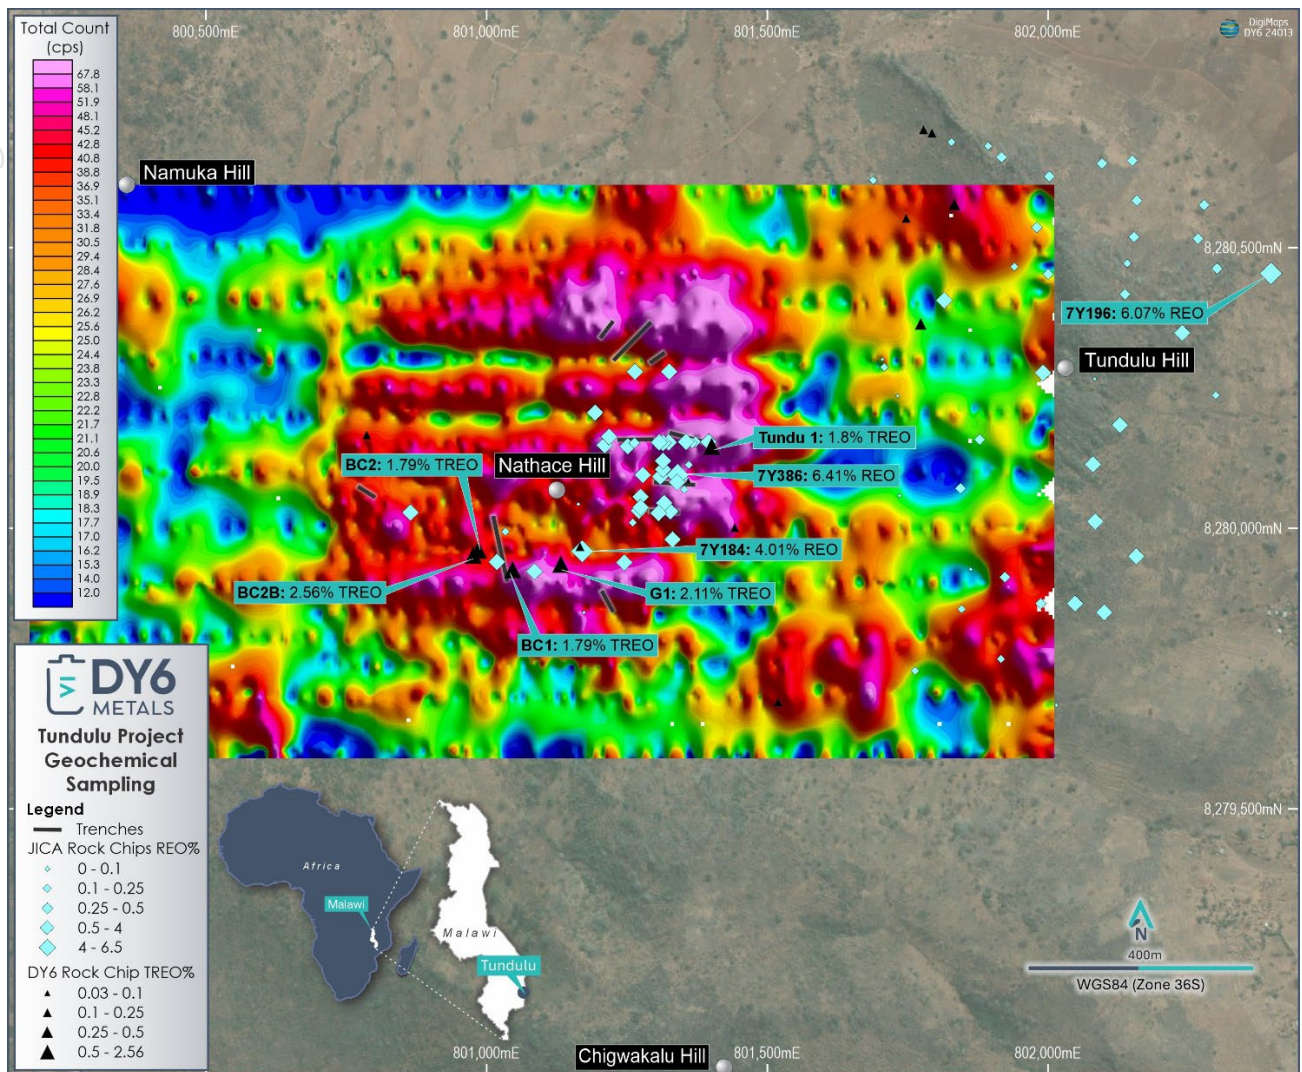 Total Count
(cps)
67.8
58.1
51.9
48.1
45.2
42.8
40.8
38.8
36.9
35.1
33.4
31.8
30.5
29.4
28.4
27.6
26.9
26.2
25.6
24.4
23.8
23.3
22.8
22.2
21.7
21.1
20.6
20.0
19.5
18.9
18.3
17.7
17.0
16.2
15.2
14.0
12.0
800,500mE
801,000mE
801,500mE
802,000mE
DigiMaps
DY6 24013
Namuka Hill
8,280,500mN
7Y196: 6.07% REO
Tundulu Hill
Tundu 1: 1.8% TREO
BC2: 1.79% TREO
Nathace Hill
7Y386: 6.41% REO
8,280,000mN
7Y184: 4.01% REO
BC2B: 2.56% TREO
G1: 2.11% TREO
BC1: 1.79% TREO
DY6
METALS
Tundulu Project
Geochemical
Sampling
Legend
Trenches
JICA Rock Chips REO%
0 - 0.1
0.1 - 0.25
0.25 - 0.5
0.5 - 4
4 - 6.5
DY6 Rock Chip TREO%
0.03 - 0.1
0.1 - 0.25
0.25 - 0.5
0.5 - 2.56
8,279,500mN
Africa
Malawi
Malawi
Tundulu
N
400m
WGS84 (Zone 36S)
801,000mE
801,500mE
802,000mE
Chigwakalu Hill